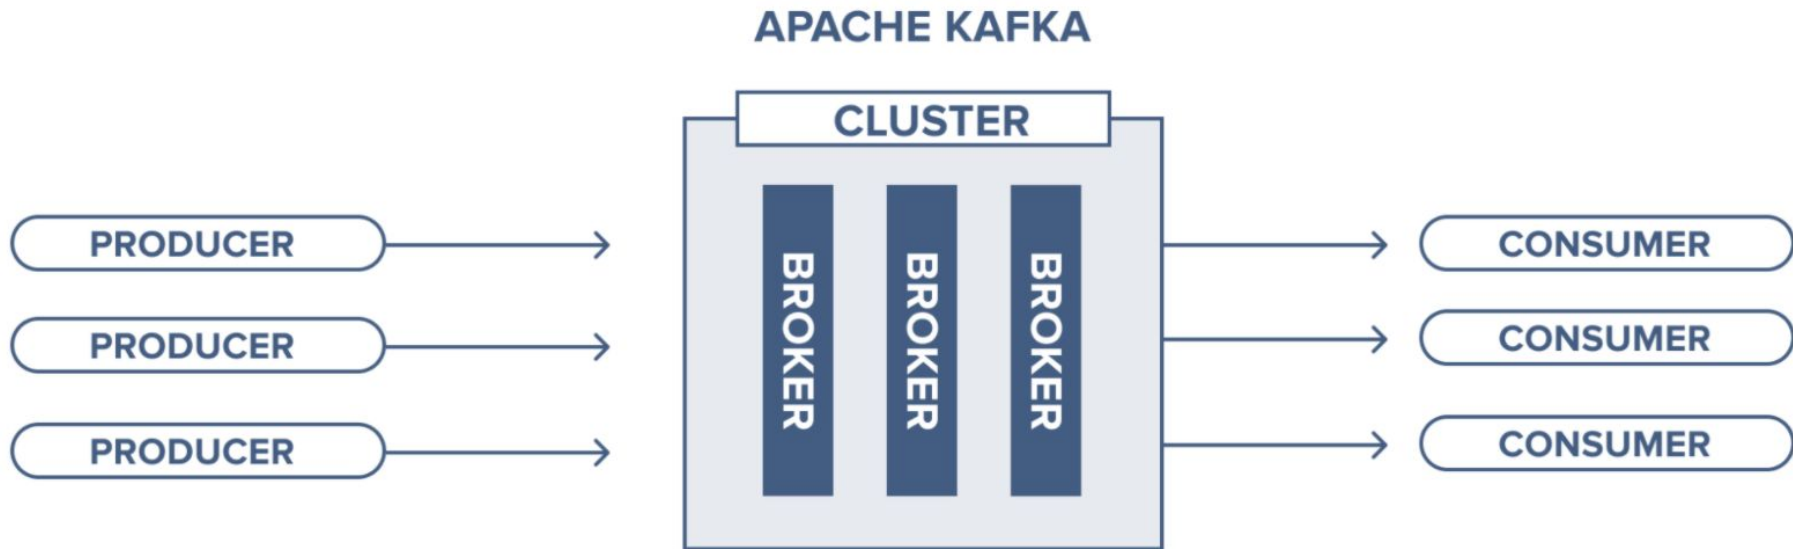 APACHE KAFKA
CLUSTER
PRODUCER
PRODUCER
PRODUCER
BROKER
BROKER
BROKER
CONSUMER
CONSUMER
CONSUMER